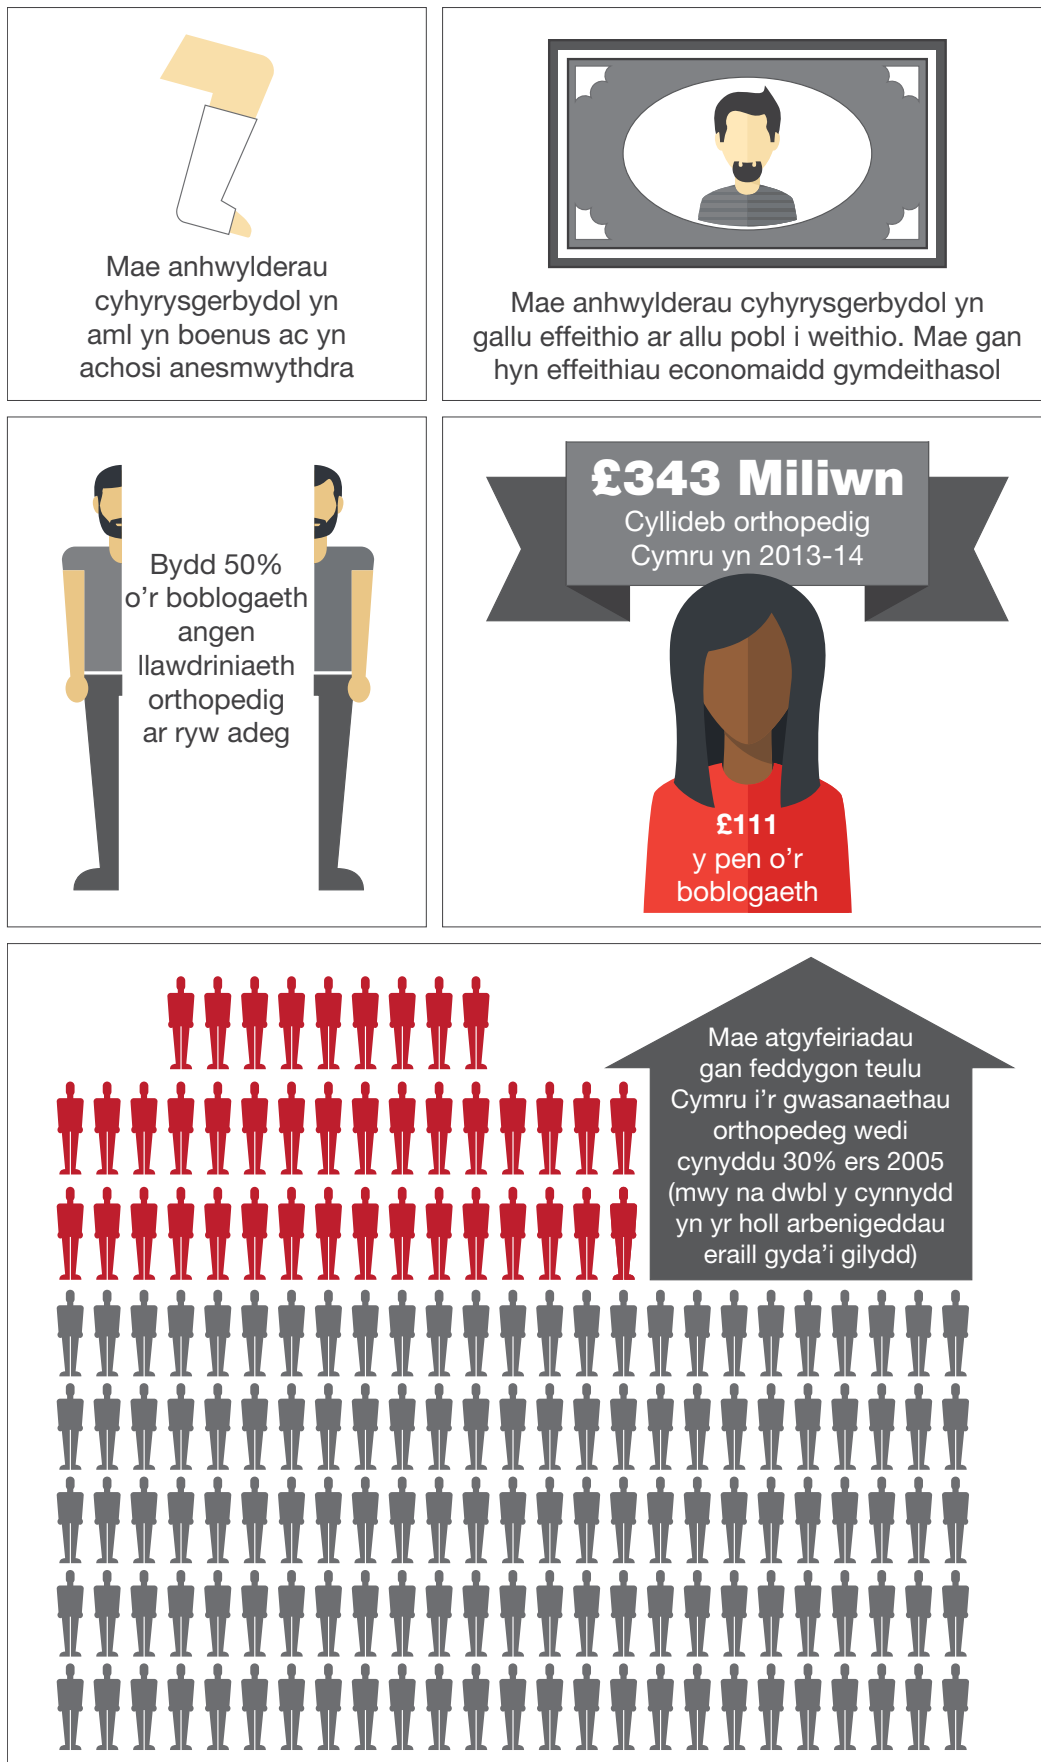 Mae anhwylderau
cyhyrysgerbydol yn
aml yn boenus ac yn
achosi anesmwythdra
Mae anhwylderau cyhyrysgerbydol yn
gallu effeithio ar allu pobl i weithio. Mae gan
hyn effeithiau economaidd gymdeithasol
Bydd 50%
o’r boblogaeth
angen
llawdriniaeth
orthopedig
ar ryw adeg
£343 Miliwn
Cyllideb orthopedig
Cymru yn 2013-14
£111
y pen o’r
boblogaeth
Mae atgyfeiriadau
gan feddygon teulu
Cymru i’r gwasanaethau
orthopedeg wedi
cynyddu 30% ers 2005
(mwy na dwbl y cynnydd
yn yr holl arbenigeddau
eraill gyda’i gilydd)